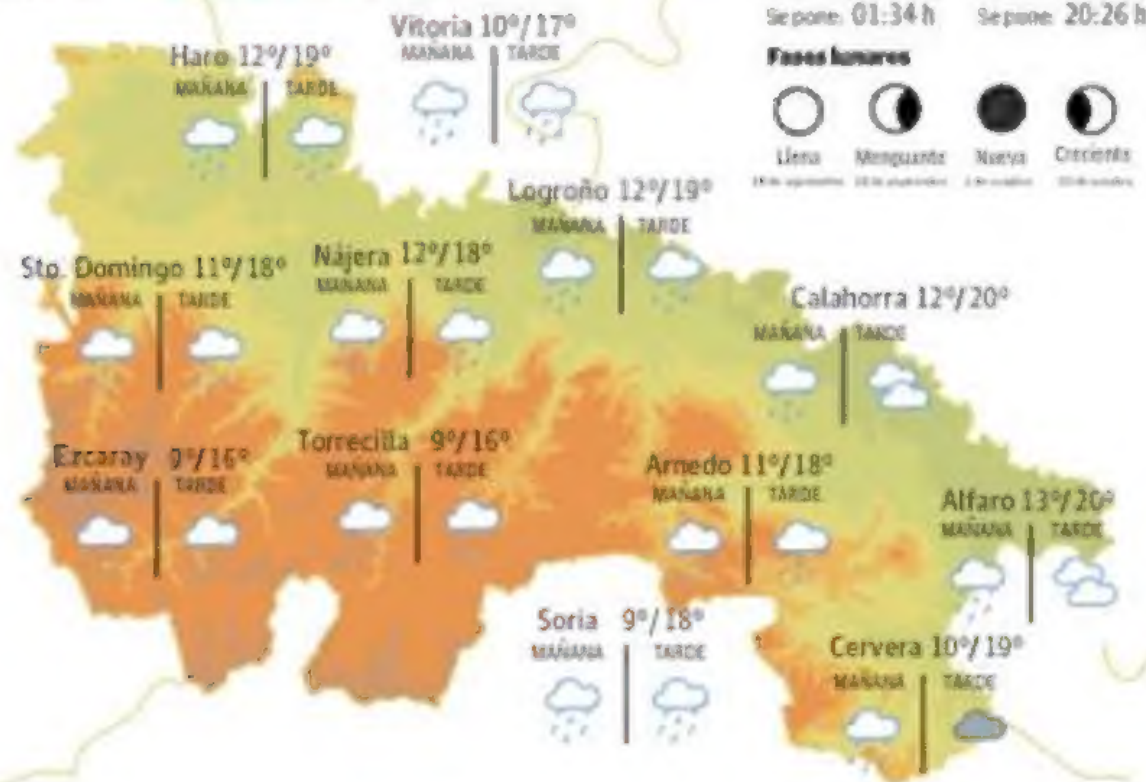 Se pone: 01:34 h
Se pone: 20:26 h
Fases lunares
Llena
Menguante
Nueva
Creciente
Vitoria 10º/17º
MAÑANA TARDE
Haro 12º/19º
MAÑANA TARDE
Logroño 12º/19º
MAÑANA TARDE
Sto. Domingo 11º/18º
MAÑANA TARDE
Nájera 12º/18º
MAÑANA TARDE
Calahorra 12º/20º
MAÑANA TARDE
Ezcaray 9º/16º
MAÑANA TARDE
Torrecilla 9º/16º
MAÑANA TARDE
Arnedo 11º/18º
MAÑANA TARDE
Alfaro 13º/20º
MAÑANA TARDE
Soria 9º/18º
MAÑANA TARDE
Cervera 10º/19º
MAÑANA TARDE